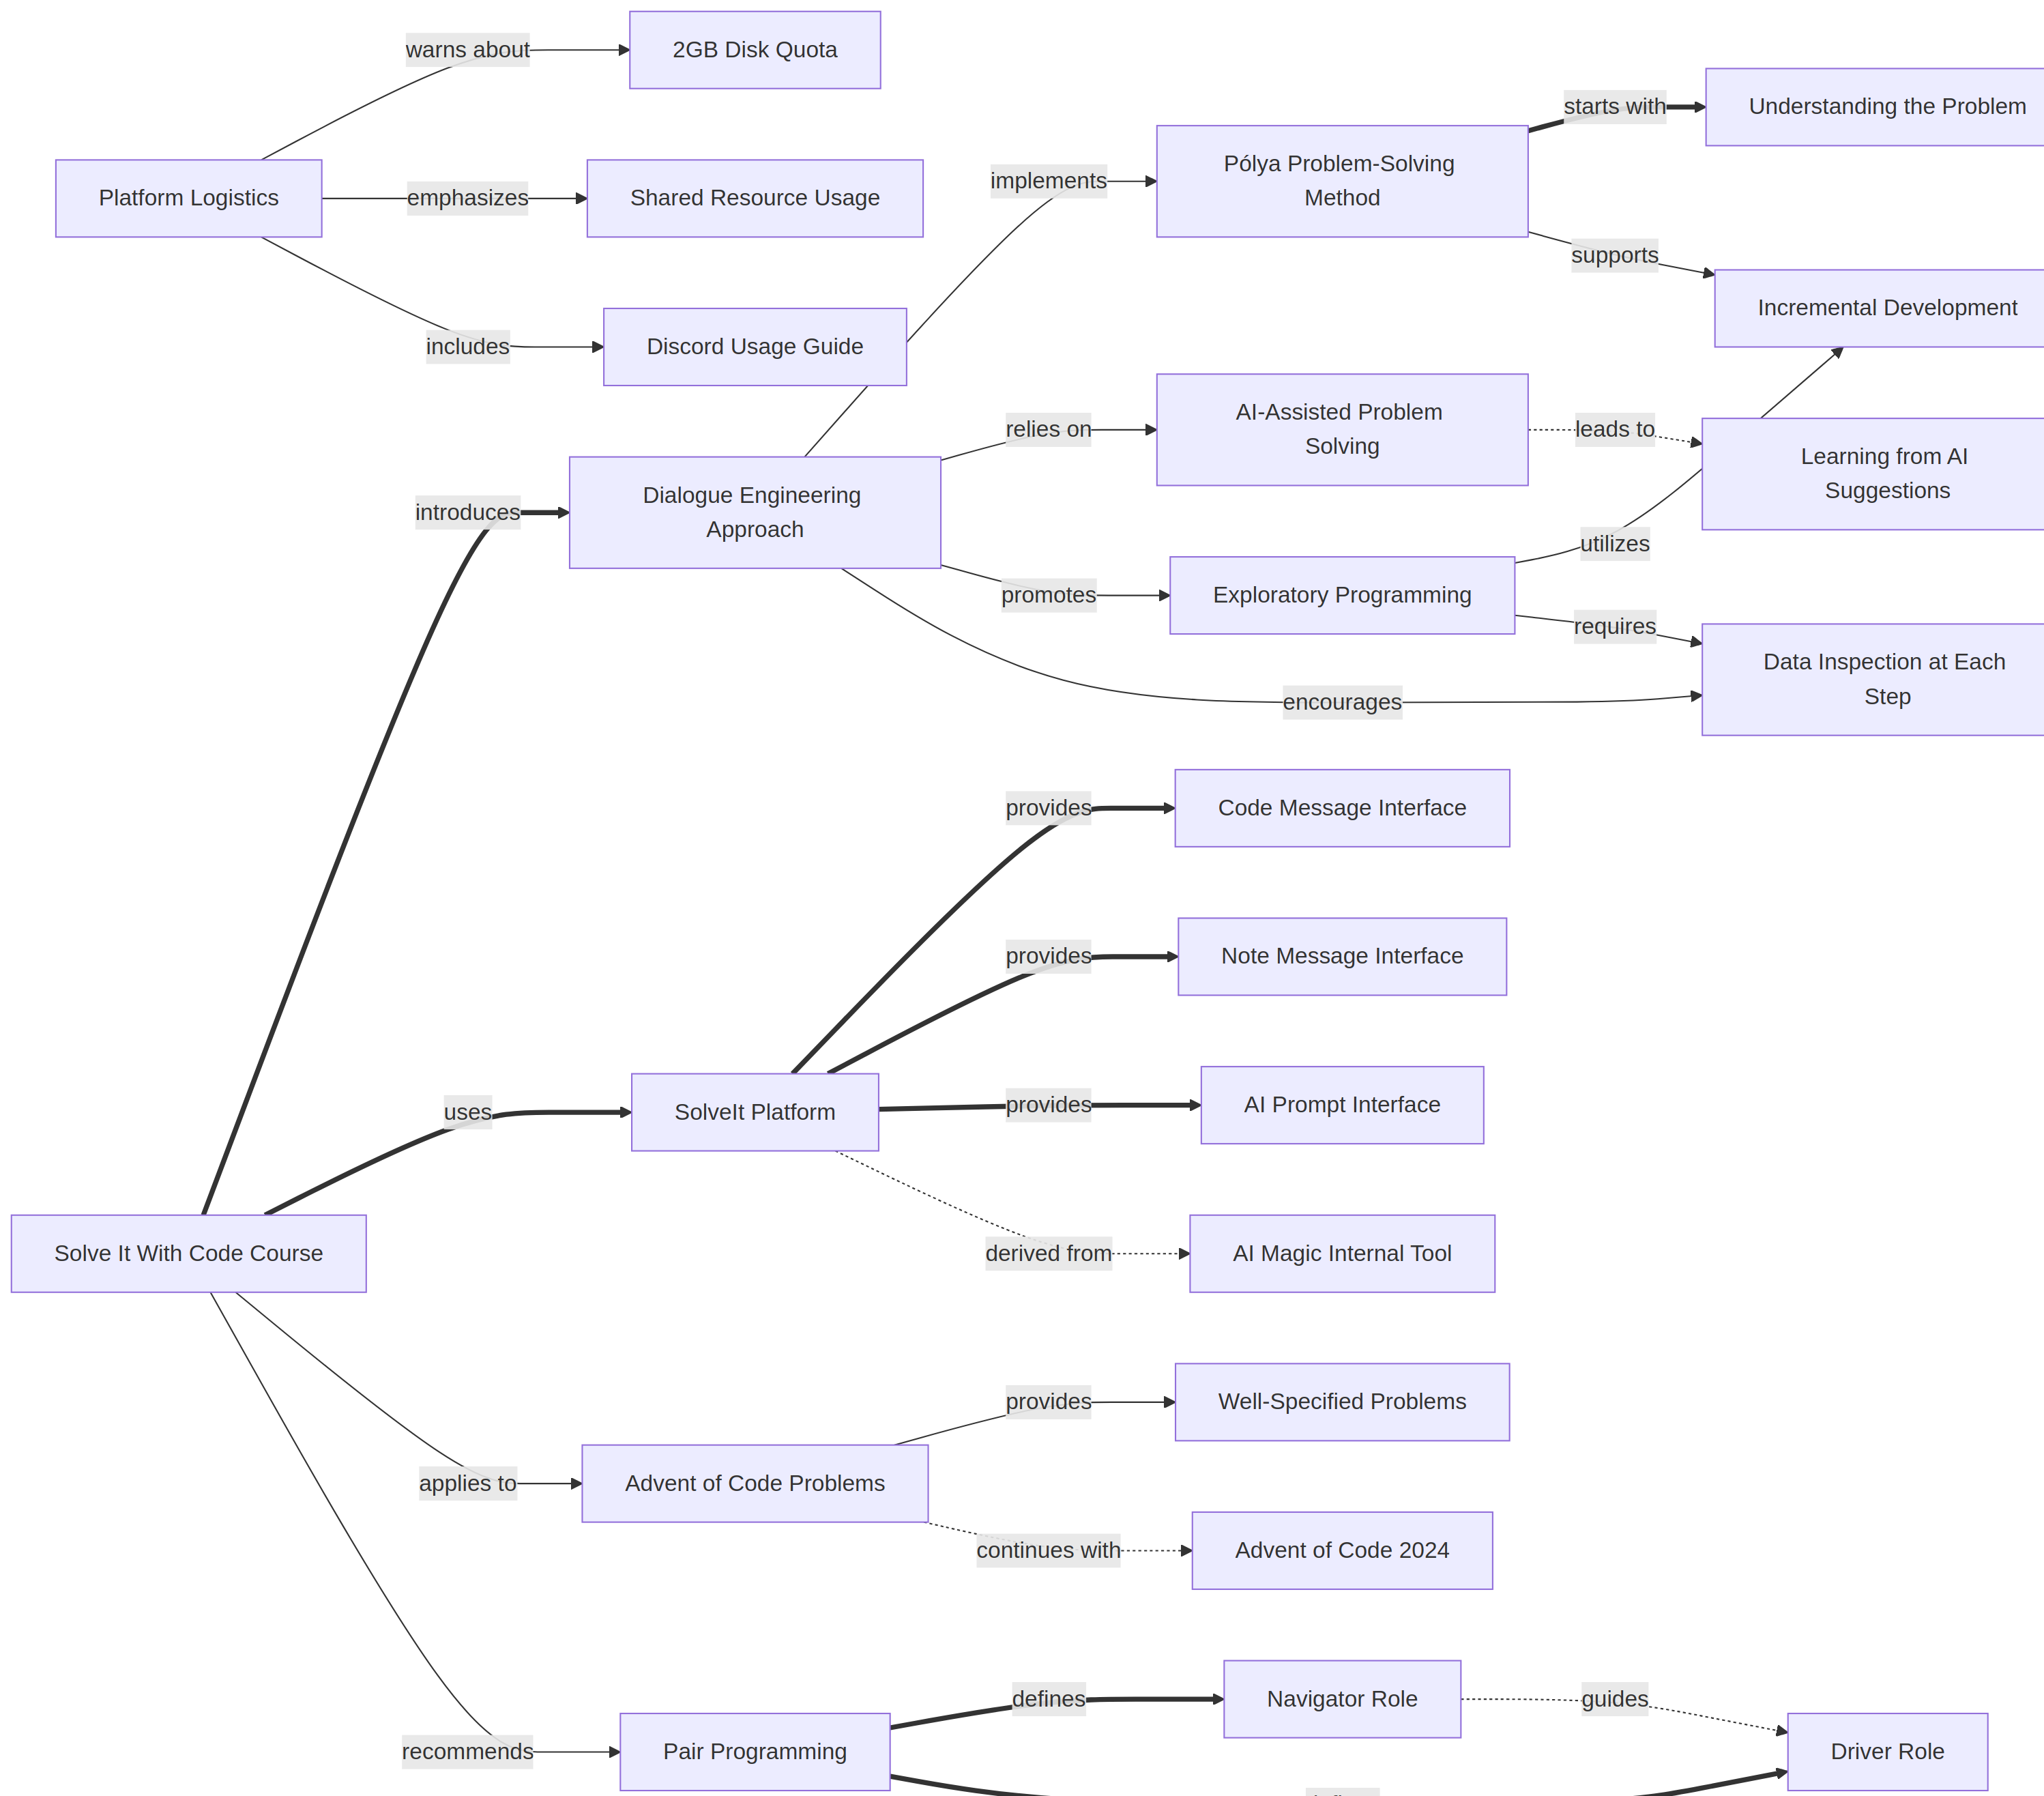 warns about
2GB Disk Quota
Platform Logistics
emphasizes
Shared Resource Usage
includes
Discord Usage Guide
implements
Pólya Problem-Solving
Method
starts with
Understanding the Problem
supports
Incremental Development
introduces
Dialogue Engineering
Approach
relies on
AI-Assisted Problem
Solving
leads to
Learning from AI
Suggestions
promotes
Exploratory Programming
utilizes
requires
Data Inspection at Each
Step
encourages
Solve It With Code Course
uses
SolveIt Platform
provides
Code Message Interface
provides
Note Message Interface
provides
AI Prompt Interface
derived from
AI Magic Internal Tool
applies to
Advent of Code Problems
provides
Well-Specified Problems
continues with
Advent of Code 2024
recommends
Pair Programming
defines
Navigator Role
guides
Driver Role